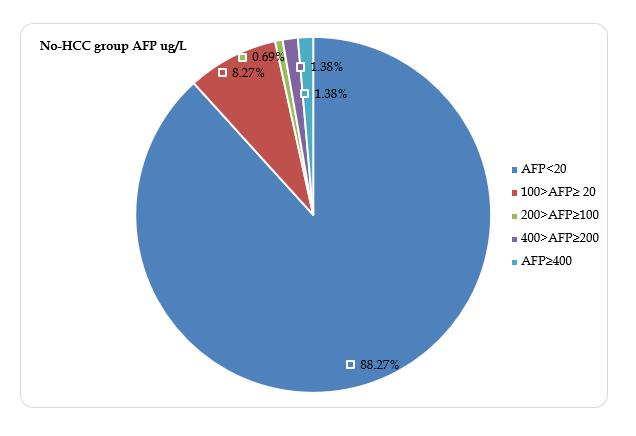 No-HCC group AFP ug/L
0.69%
8.27%
1.38%
1.38%
88.27%
AFP<20
100>AFP≥ 20
200>AFP≥100
400>AFP≥200
AFP≥400